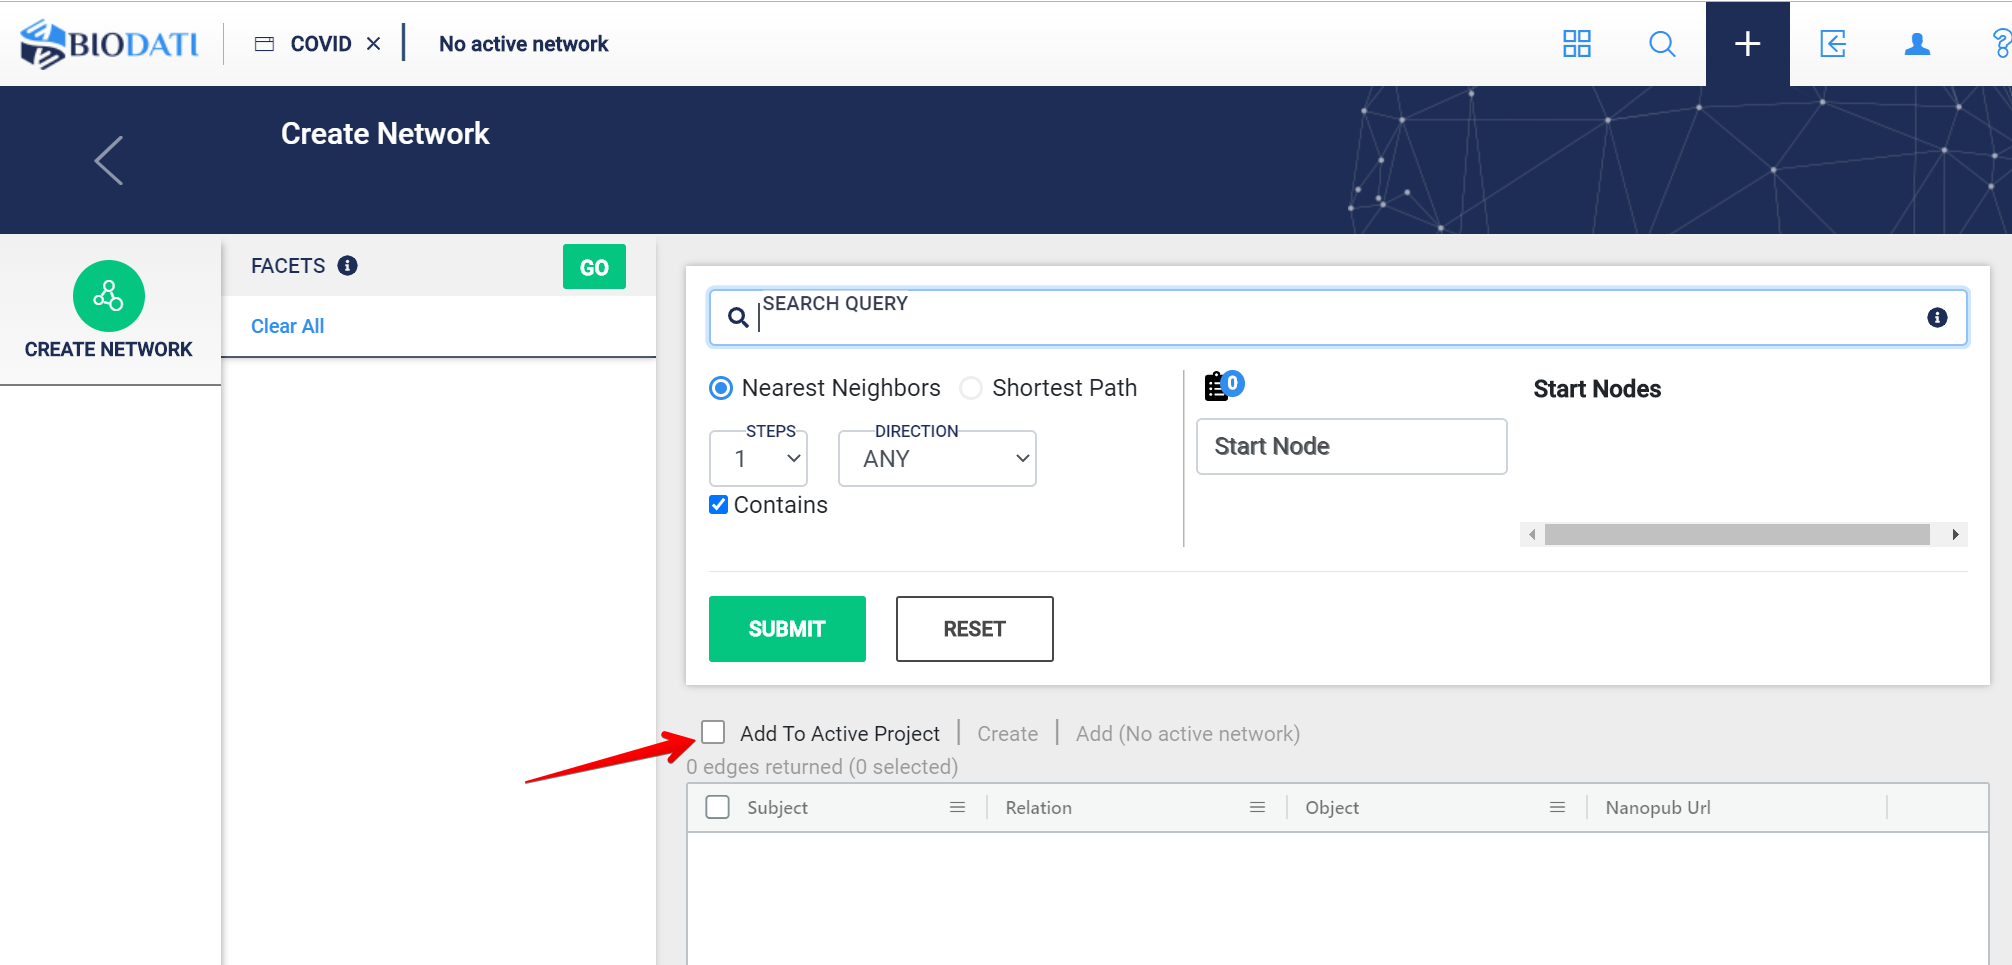 BIODATI
COVID
No active network
Create Network
CREATE NETWORK
FACETS
GO
Clear All
SEARCH QUERY
Nearest Neighbors
Shortest Path
STEPS
1
DIRECTION
ANY
Contains
0
Start Nodes
Start Node
SUBMIT
RESET
Add To Active Project
Create
Add (No active network)
0 edges returned (0 selected)
Subject
Relation
Object
Nanopub Url